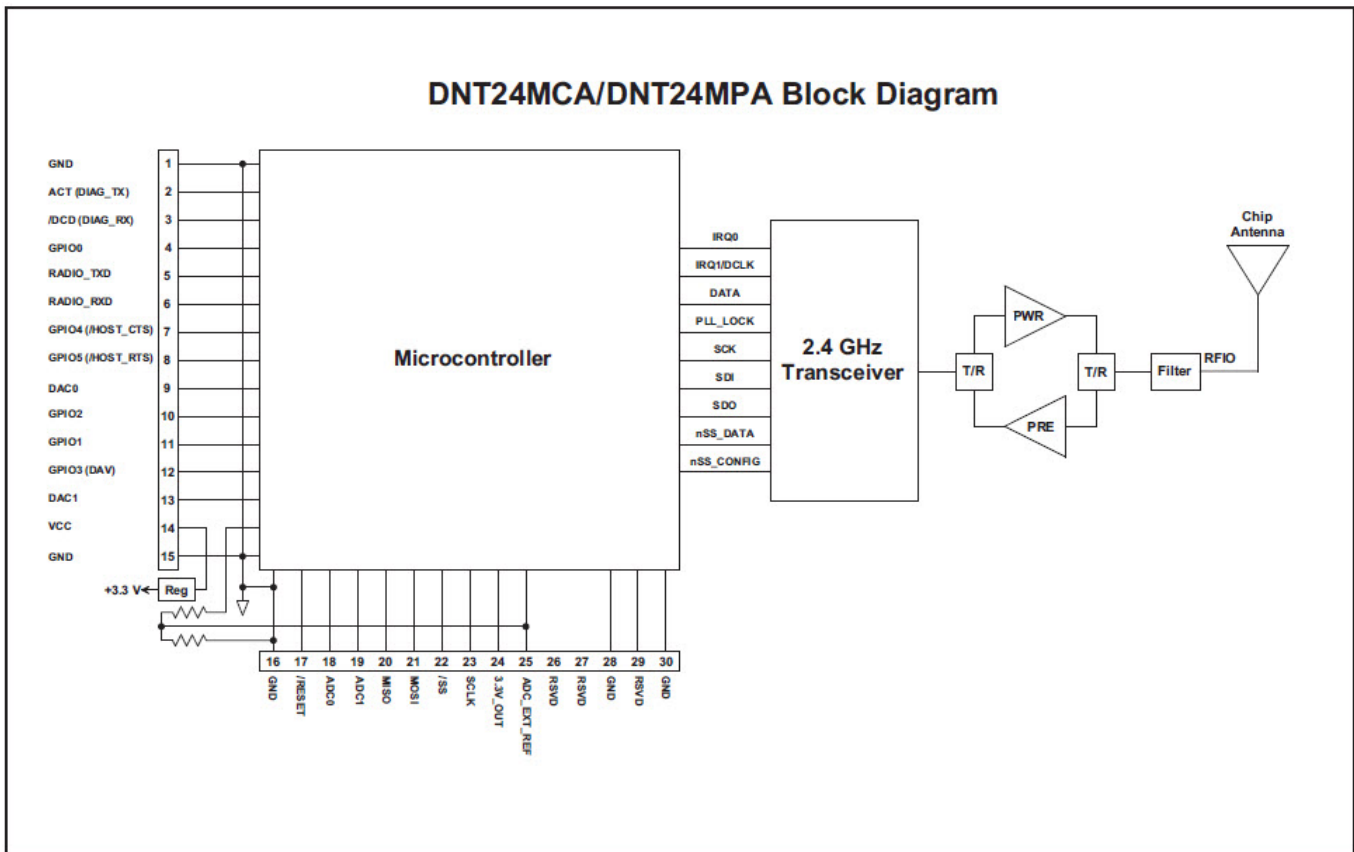 DNT24MCA/DNT24MPA Block Diagram
GND 1
ACT (DIAG_TX) 2
/DCD (DIAG_RX) 3
GPIO0 4
RADIO_TXD 5
RADIO_RXD 6
GPIO4 (/HOST_CTS) 7
GPIO5 (/HOST_RTS) 8
DAC0 9
GPIO2 10
GPIO1 11
GPIO3 (DAV) 12
DAC1 13
VCC 14
GND 15
+3.3 V
Reg
Microcontroller
IRQ0
IRQ1/DCLK
DATA
PLL_LOCK
SCK
SDI
SDO
nSS_DATA
nSS_CONFIG
2.4 GHz
Transceiver
T/R
PWR
PRE
T/R
Filter
RFIO
Chip
Antenna
16 17 18 19 20 21 22 23 24 25 26 27 28 29 30
GND
/RESET
ADC0
ADC1
MISO
MOSI
/SS
SCLK
3.3V_OUT
ADC_EXT_REF
RSVD
RSVD
GND
RSVD
GND